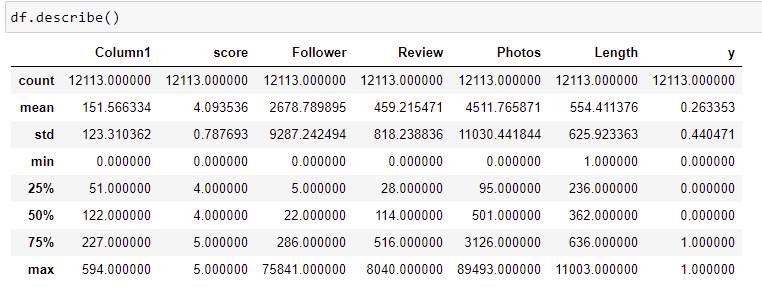 df.describe()
Column1 score Follower Review Photos Length y
count 12113.000000 12113.000000 12113.000000 12113.000000 12113.000000 12113.000000 12113.000000
mean 151.566334 4.093536 2678.789895 459.215471 4511.765871 554.411376 0.263353
std 123.310362 0.787693 9287.242494 818.238836 11030.441844 625.923363 0.440471
min 0.000000 0.000000 0.000000 0.000000 0.000000 1.000000 0.000000
25% 51.000000 4.000000 5.000000 28.000000 95.000000 236.000000 0.000000
50% 122.000000 4.000000 22.000000 114.000000 501.000000 362.000000 0.000000
75% 227.000000 5.000000 286.000000 516.000000 3126.000000 636.000000 1.000000
max 594.000000 5.000000 75841.000000 8040.000000 89493.000000 11003.000000 1.000000